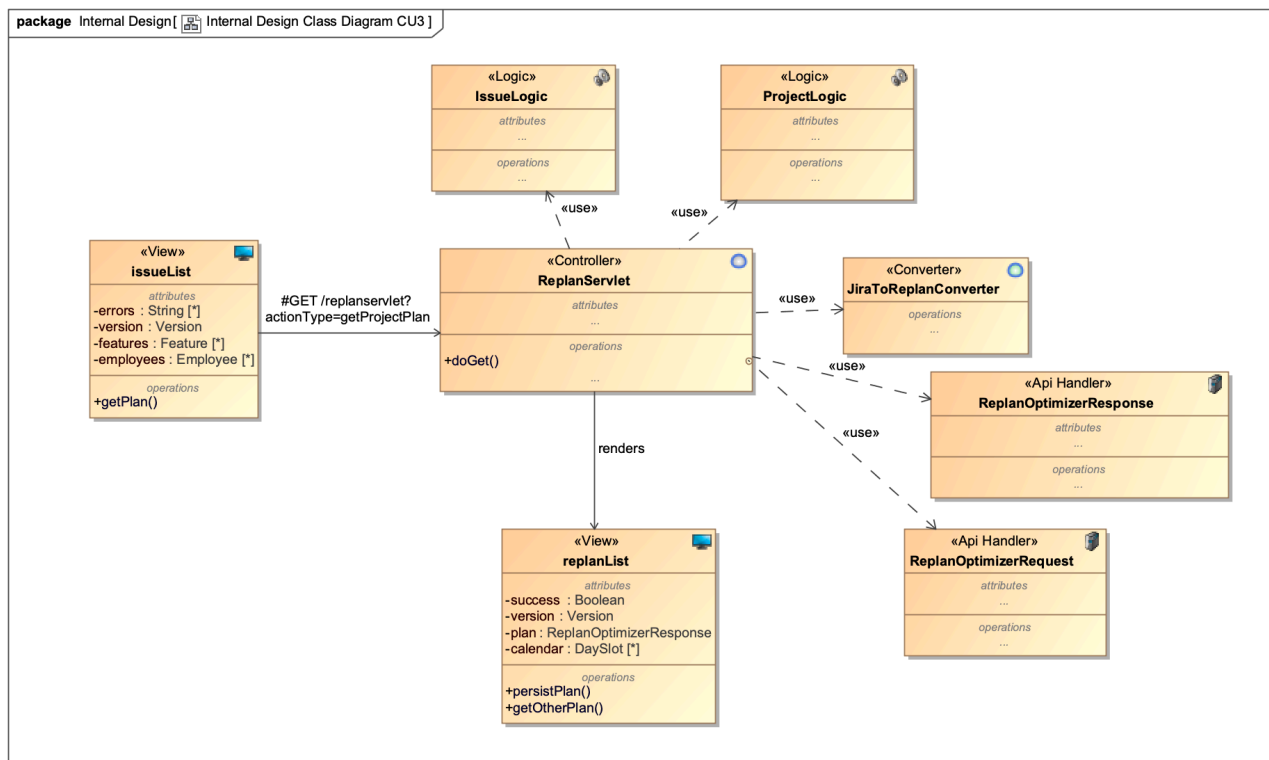 package Internal Design[ Internal Design Class Diagram CU3 ]
«Logic»
IssueLogic
attributes
...
operations
...
«Logic»
ProjectLogic
attributes
...
operations
...
«use»
«use»
«View»
issueList
attributes
-errors : String [*]
-version : Version
-features : Feature [*]
-employees : Employee [*]
operations
+getPlan()
#GET /replanservlet?
actionType=getProjectPlan
«Controller»
ReplanServlet
attributes
...
operations
+doGet()
...
«use»
«Converter»
JiraToReplanConverter
operations
...
«use»
«Api Handler»
ReplanOptimizerResponse
attributes
...
operations
...
«use»
renders
«View»
replanList
attributes
-success : Boolean
-version : Version
-plan : ReplanOptimizerResponse
-calendar : DaySlot [*]
operations
+persistPlan()
+getOtherPlan()
«Api Handler»
ReplanOptimizerRequest
attributes
...
operations
...